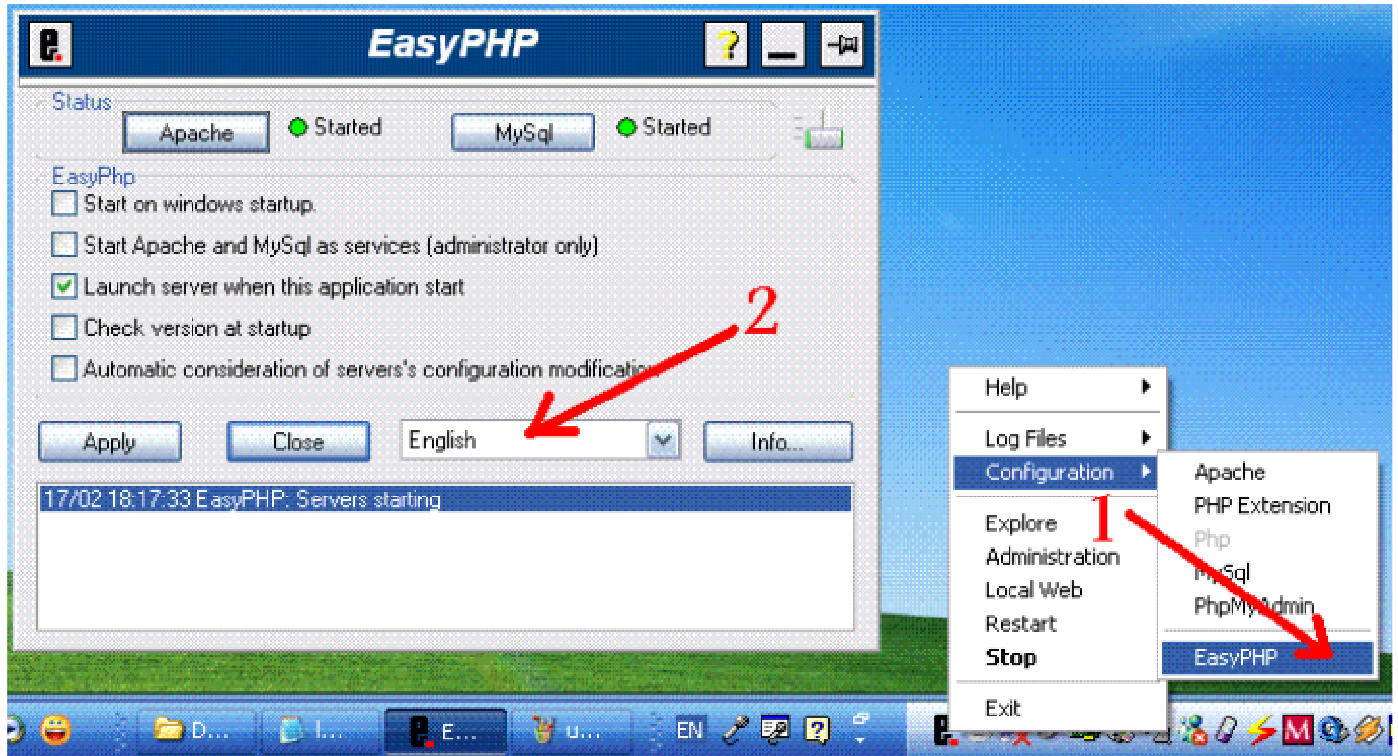 EasyPHP
Status
Apache Started MySql Started
EasyPhp
Start on windows startup.
Start Apache and MySql as services (administrator only)
Launch server when this application start
Check version at startup
2
Automatic consideration of servers's configuration modification
Apply Close English Info...
17/02 18:17:33 EasyPHP: Servers starting
Help
Log Files
Configuration
1
Explore
Administration
Local Web
Restart
Stop
Exit
Apache
PHP Extension
Php
MySql
PhpMyAdmin
EasyPHP
D... I... E... u... EN